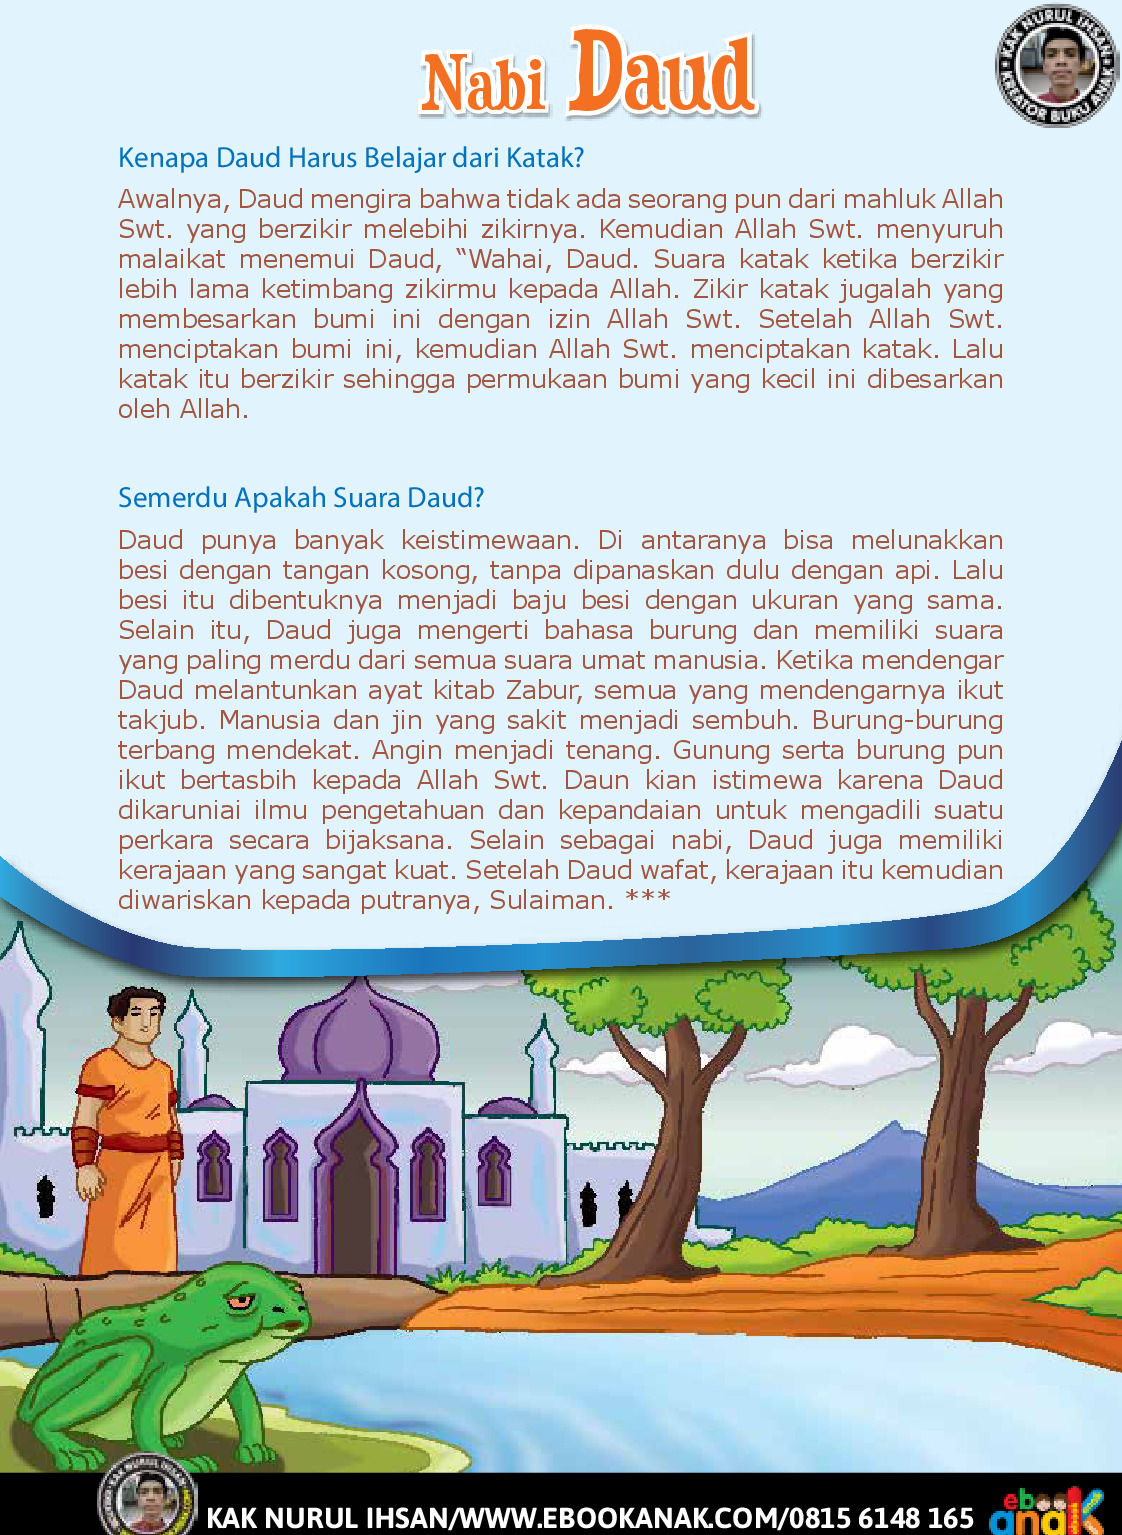 Nabi Daud
KAK NURUL IHSAN
KREATOR BUKU ANAK
Kenapa Daud Harus Belajar dari Katak?
Awalnya, Daud mengira bahwa tidak ada seorang pun dari mahluk Allah
Swt. yang berzikir melebihi zikirnya. Kemudian Allah Swt. menyuruh
malaikat menemui Daud, “Wahai, Daud. Suara katak ketika berzikir
lebih lama ketimbang zikirmu kepada Allah. Zikir katak jugalah yang
membesarkan bumi ini dengan izin Allah Swt. Setelah Allah Swt.
menciptakan bumi ini, kemudian Allah Swt. menciptakan katak. Lalu
katak itu berzikir sehingga permukaan bumi yang kecil ini dibesarkan
oleh Allah.
Semerdu Apakah Suara Daud?
Daud punya banyak keistimewaan. Di antaranya bisa melunakkan
besi dengan tangan kosong, tanpa dipanaskan dulu dengan api. Lalu
besi itu dibentuknya menjadi baju besi dengan ukuran yang sama.
Selain itu, Daud juga mengerti bahasa burung dan memiliki suara
yang paling merdu dari semua suara umat manusia. Ketika mendengar
Daud melantunkan ayat kitab Zabur, semua yang mendengarnya ikut
takjub. Manusia dan jin yang sakit menjadi sembuh. Burung-burung
terbang mendekat. Angin menjadi tenang. Gunung serta burung pun
ikut bertasbih kepada Allah Swt. Daun kian istimewa karena Daud
dikaruniai ilmu pengetahuan dan kepandaian untuk mengadili suatu
perkara secara bijaksana. Selain sebagai nabi, Daud juga memiliki
kerajaan yang sangat kuat. Setelah Daud wafat, kerajaan itu kemudian
diwariskan kepada putranya, Sulaiman. ***
KAK NURUL IHSAN
KAK NURUL IHSAN/WWW.EBOOKANAK.COM/0815 6148 165
ebook
anak